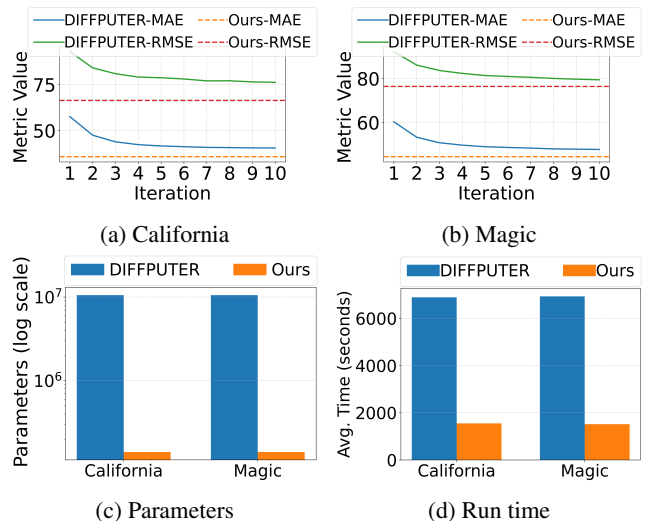 DIFFPUTER-MAE Ours-MAE
DIFFPUTER-RMSE Ours-RMSE
Metric Value
75
50
1 2 3 4 5 6 7 8 9 10
Iteration
(a) California
DIFFPUTER-MAE Ours-MAE
DIFFPUTER-RMSE Ours-RMSE
Metric Value
80
60
1 2 3 4 5 6 7 8 9 10
Iteration
(b) Magic
DIFFPUTER Ours
Parameters (log scale)
10^7
10^6
California Magic
(c) Parameters
DIFFPUTER Ours
Avg. Time (seconds)
6000
4000
2000
0
California Magic
(d) Run time